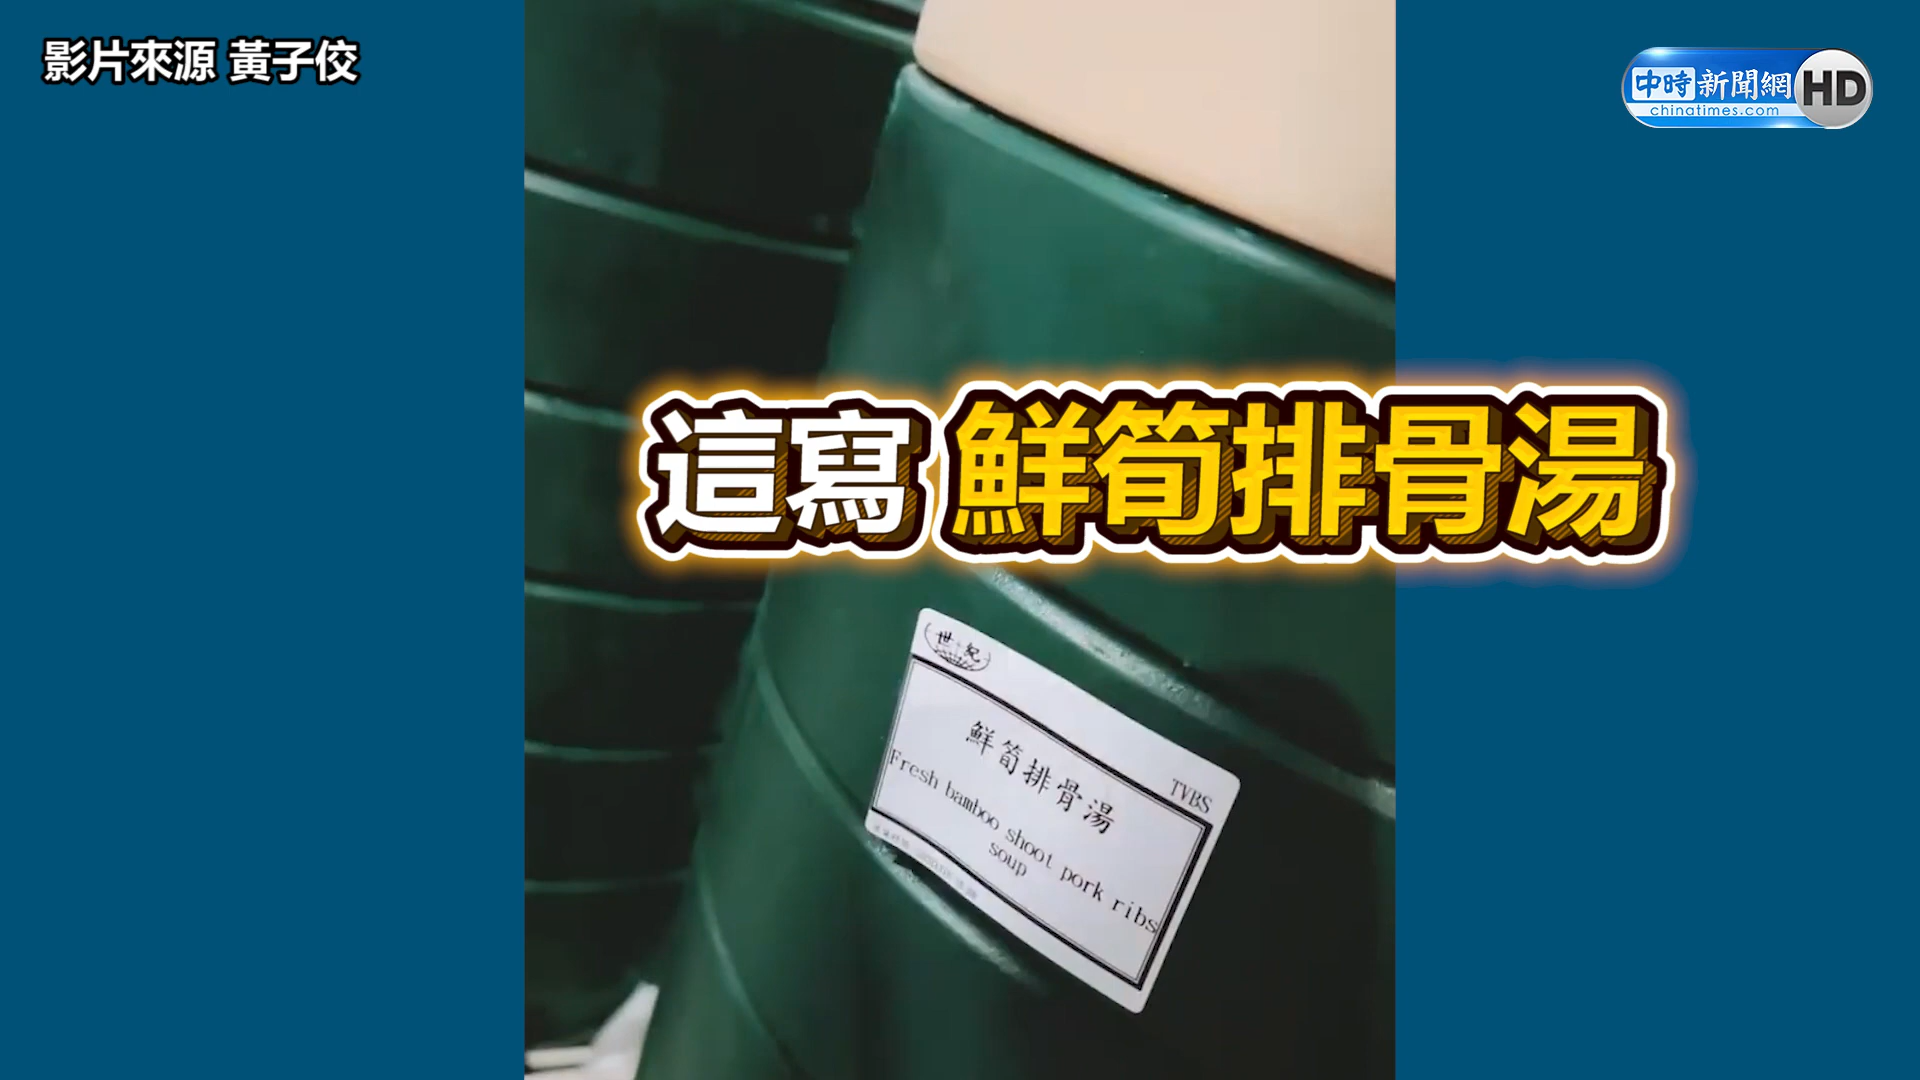 影片來源 黃子佼
中時新聞網 HD
chinatimes.com
這寫 鮮筍排骨湯
世紀
TVBS
鮮筍排骨湯
Fresh bamboo shoot pork ribs
soup